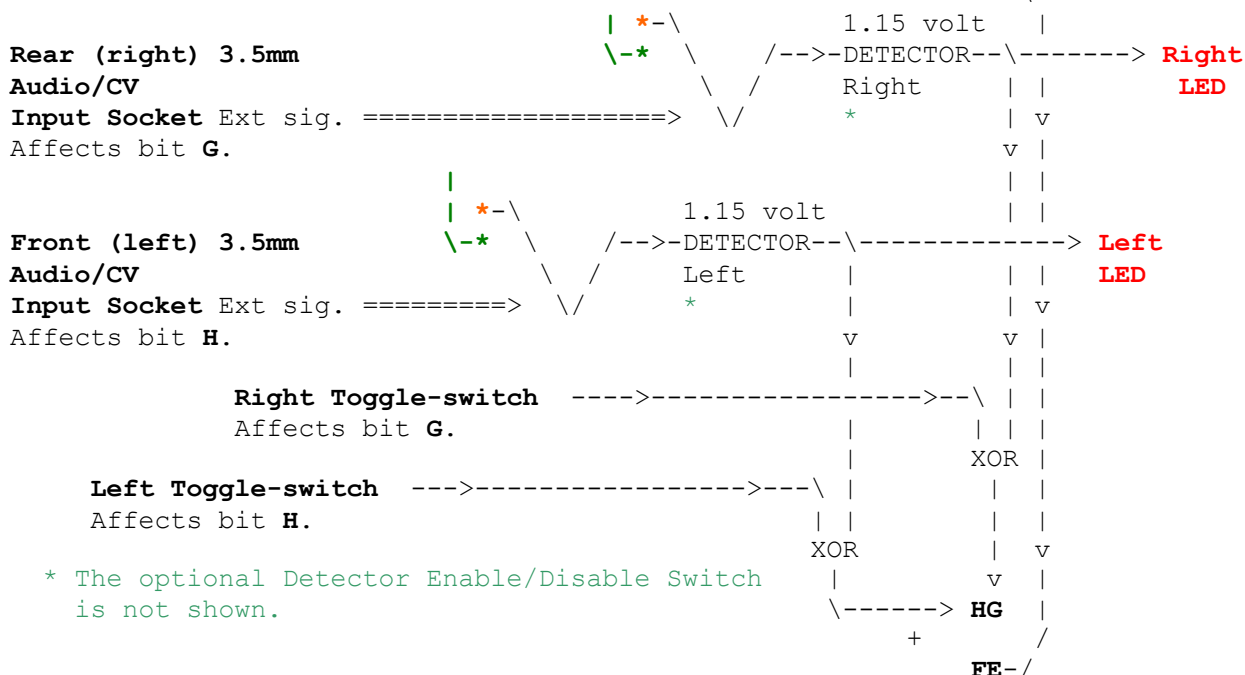 \
                                                            | *-\                   1.15 volt    |
Rear (right) 3.5mm                     \-*   \    /-->-DETECTOR--\-------> Right
Audio/CV                                      \  /     Right      | |       LED
Input Socket Ext sig. ===================>  \/       *          | v
Affects bit G.                                                 v |
                           |                                   | |
                           | *-\          1.15 volt            | |
Front (left) 3.5mm         \-*  \    /-->-DETECTOR--\-------------> Left
Audio/CV                         \  /     Left       |         | |  LED
Input Socket Ext sig. =========>  \/      *          |         | v
Affects bit H.                                       v         v |
                                                     |         | |
              Right Toggle-switch  ---->----------------->--\ | |
              Affects bit G.                         |       | | |
                                                     |       XOR |
     Left Toggle-switch  --->----------------->---\ |        |  |
     Affects bit H.                                | |        |  |
                                                   XOR        |  v
  * The optional Detector Enable/Disable Switch     |         v  |
    is not shown.                                   \------> HG  |
                                                         +       /
                                                            FE-/